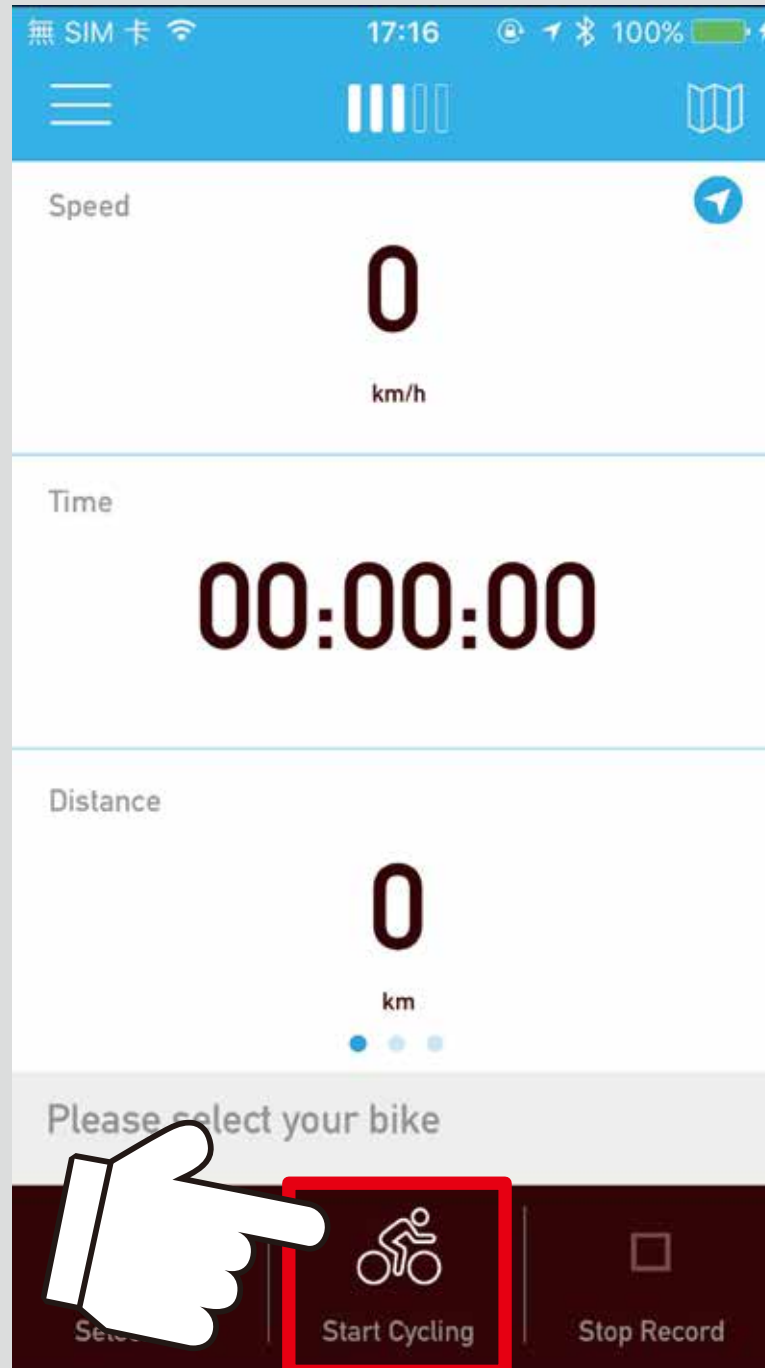 無 SIM 卡 17:16 100%
Speed
0
km/h
Time
00:00:00
Distance
0
km
Please select your bike
Start Cycling
Stop Record